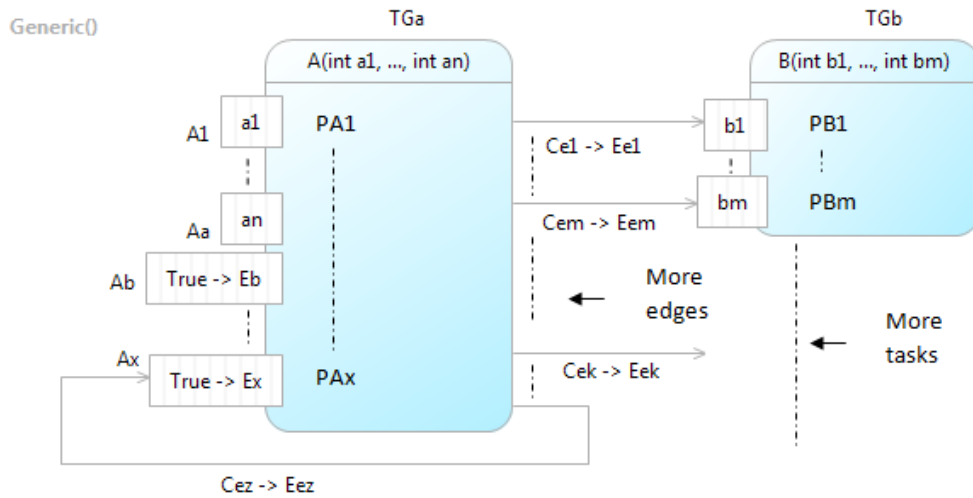 Generic()
TGa
TGb
A(int a1, ..., int an)
B(int b1, ..., int bm)
A1
a1
PA1
Ce1 -> Ee1
b1
PB1
Aa
an
Cem -> Eem
bm
PBm
Ab
True -> Eb
More
edges
More
tasks
Ax
True -> Ex
PAx
Cek -> Eek
Cez -> Eez